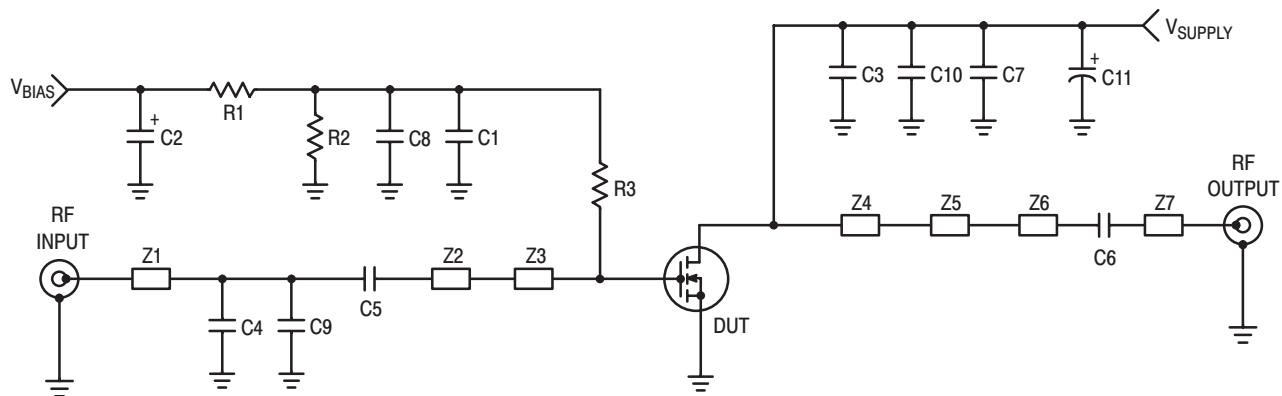 VSUPPLY
+
C3
C10
C7
C11
VBIAS
R1
+
C2
R2
C8
C1
R3
RF
INPUT
Z1
C4
C9
C5
Z2
Z3
DUT
Z4
Z5
Z6
C6
Z7
RF
OUTPUT